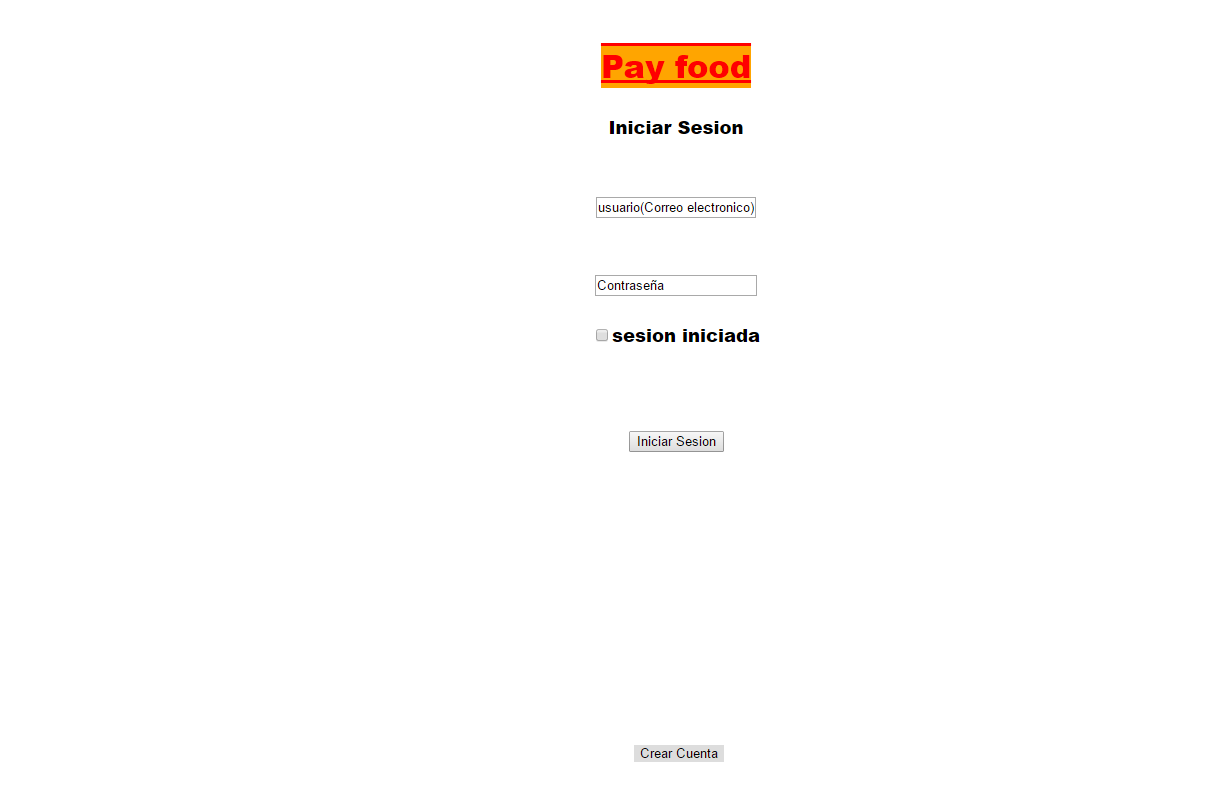 Pay food
Iniciar Sesion
usuario(Correo electronico)
Contraseña
sesion iniciada
Iniciar Sesion
Crear Cuenta